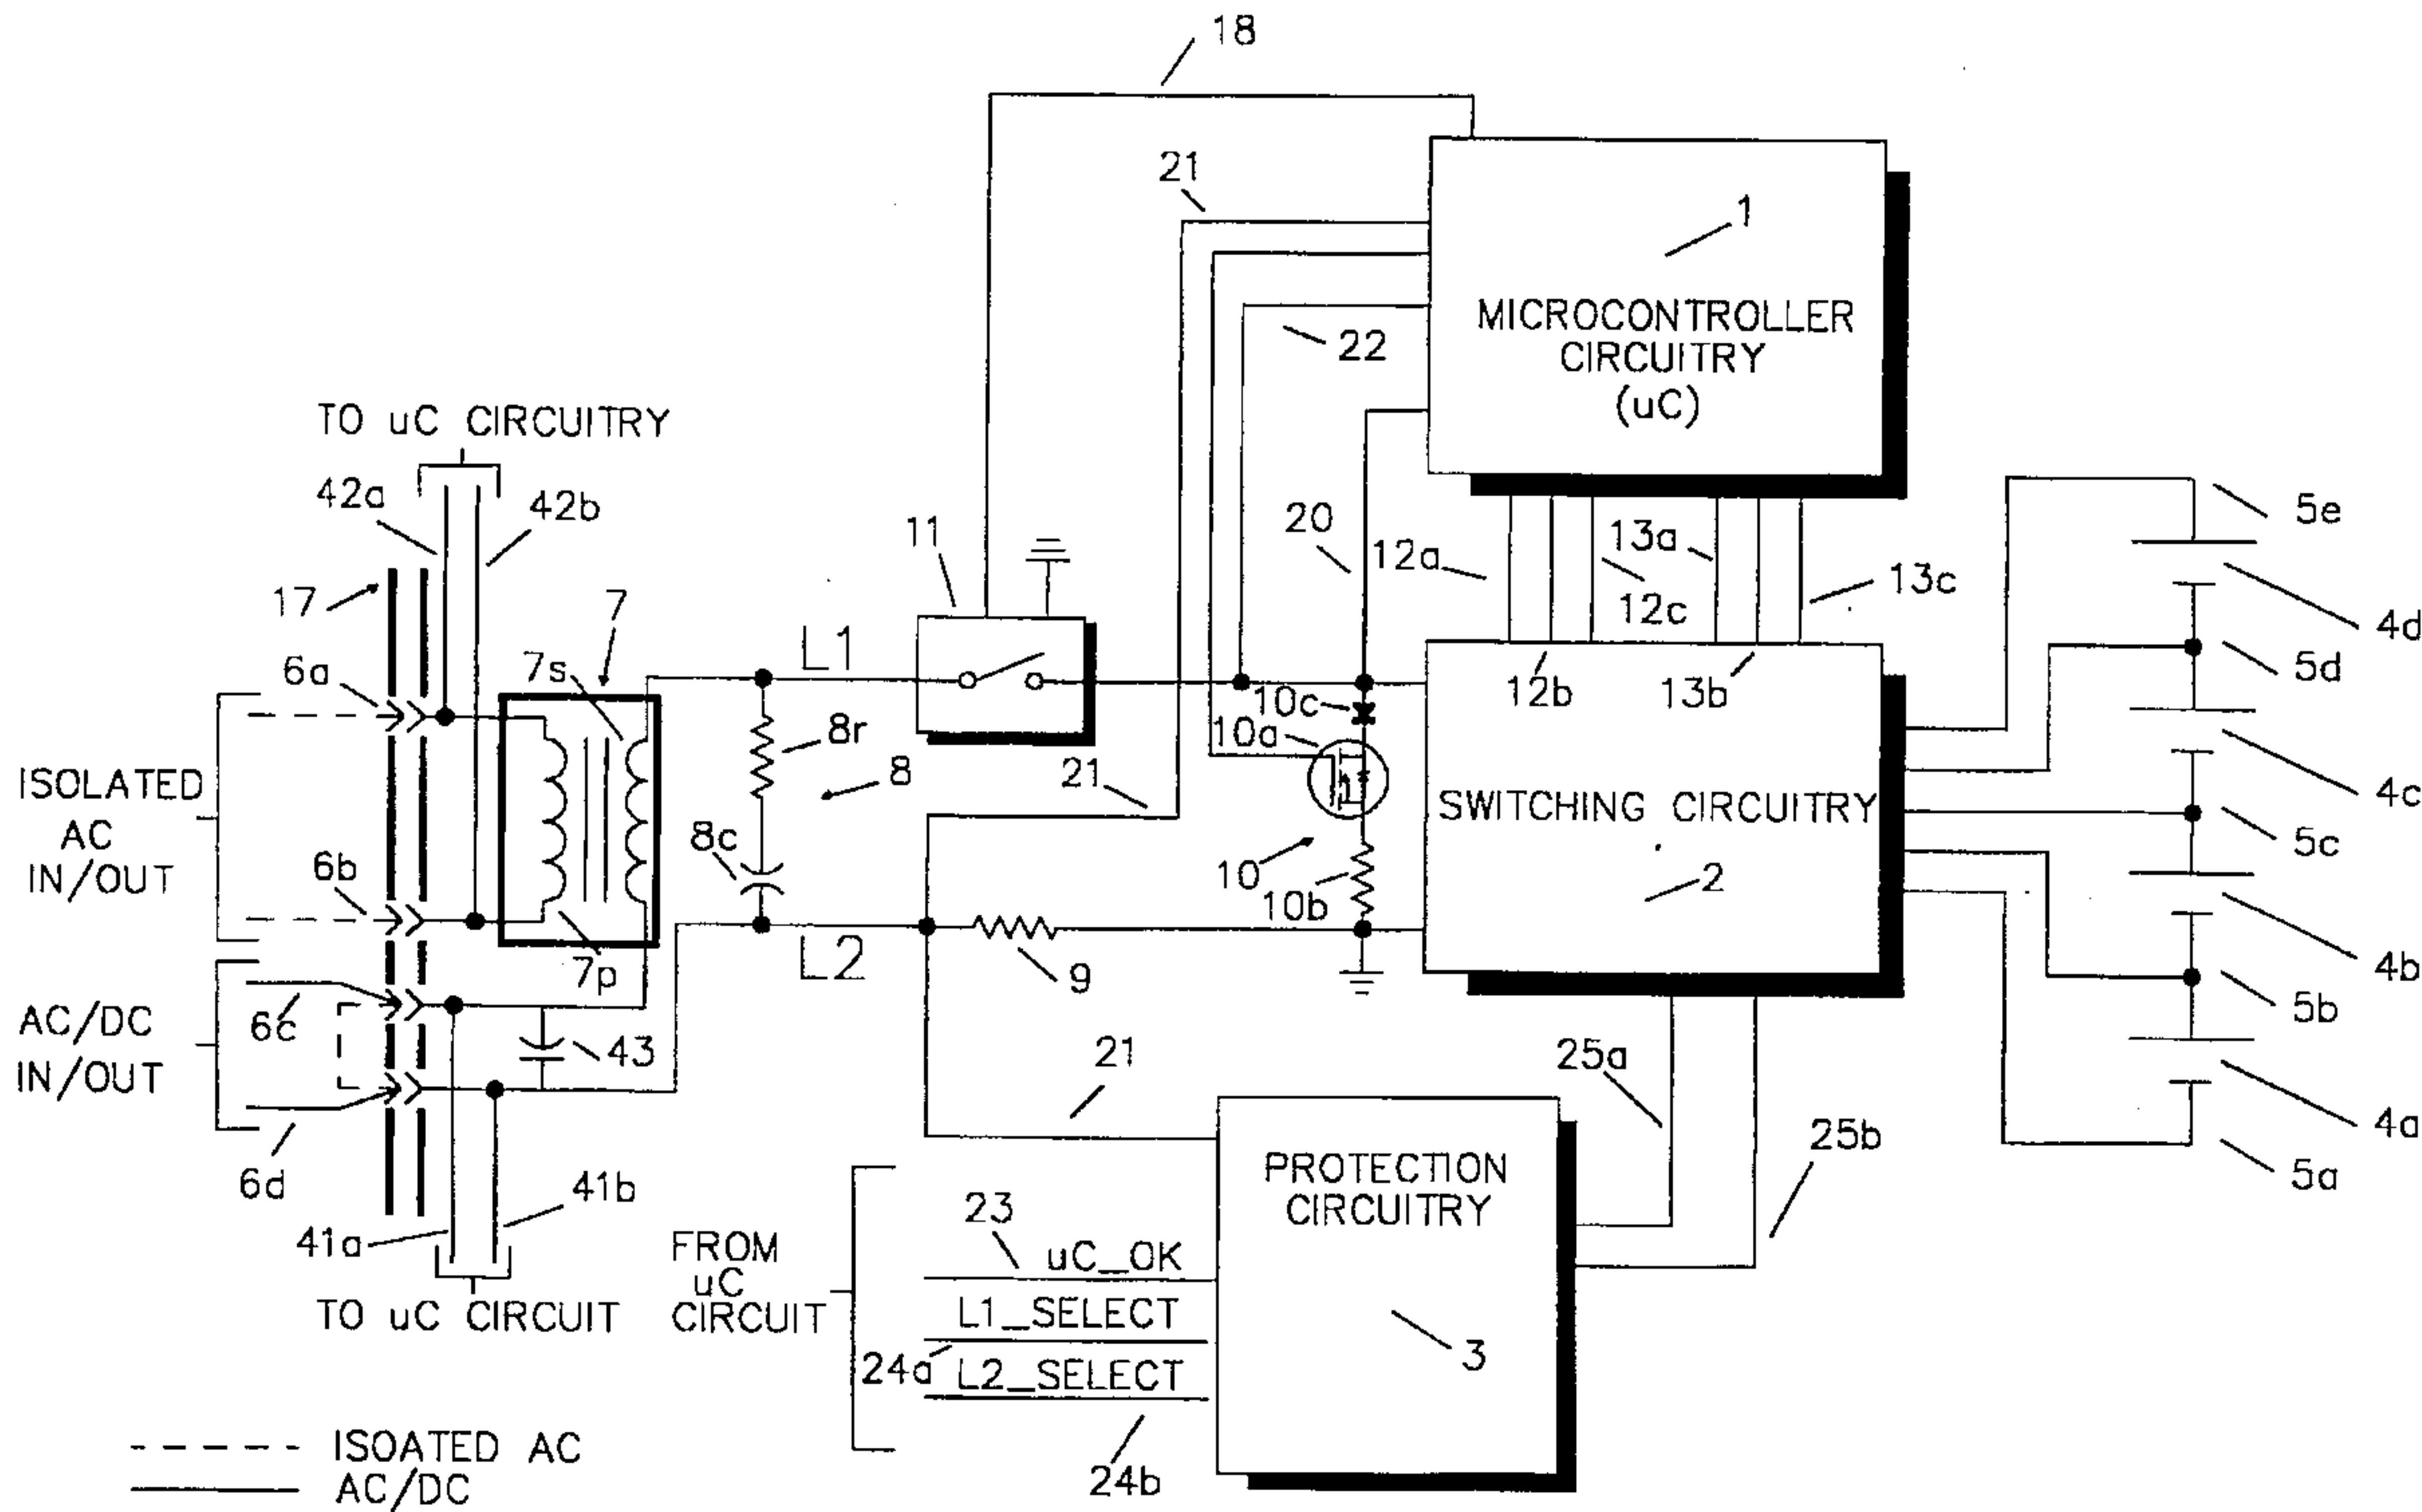 18
21
1
MICROCONTROLLER
CIRCUITRY
(uC)
22
TO uC CIRCUITRY
42a
42b
11
20
12a
13a
12c
13c
5e
17
7
4d
6a
7s
L1
12b
13b
5d
10c
10a
8r
8
21
ISOLATED
AC
IN/OUT
SWITCHING CIRCUITRY
4c
8c
5c
6b
10
10b
2
7p
L2
9
4b
5b
AC/DC
IN/OUT
6c
43
21
25a
4a
25b
5a
6d
41b
41a
PROTECTION
CIRCUITRY
23
FROM
uC
CIRCUIT
uC_OK
TO uC CIRCUIT
L1_SELECT
24a
L2_SELECT
3
24b
ISOATED AC
AC/DC